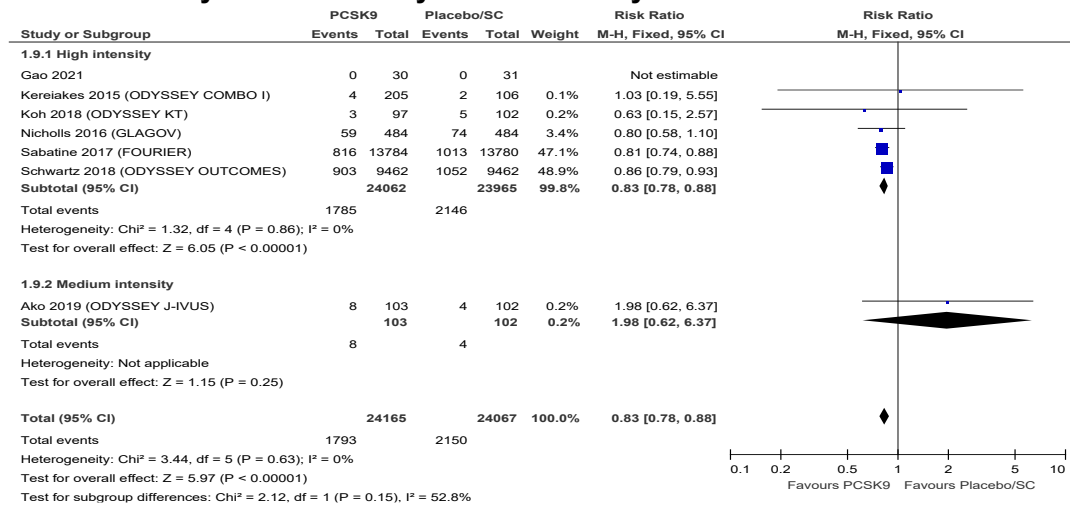 PCSK9 Placebo/SC Risk Ratio Risk Ratio
Study or Subgroup Events Total Events Total Weight M-H, Fixed, 95% CI M-H, Fixed, 95% CI
1.9.1 High intensity
Gao 2021 0 30 0 31 Not estimable
Kereiakes 2015 (ODYSSEY COMBO I) 4 205 2 106 0.1% 1.03 [0.19, 5.55]
Koh 2018 (ODYSSEY KT) 3 97 5 102 0.2% 0.63 [0.15, 2.57]
Nicholls 2016 (GLAGOV) 59 484 74 484 3.4% 0.80 [0.58, 1.10]
Sabatine 2017 (FOURIER) 816 13784 1013 13780 47.1% 0.81 [0.74, 0.88]
Schwartz 2018 (ODYSSEY OUTCOMES) 903 9462 1052 9462 48.9% 0.86 [0.79, 0.93]
Subtotal (95% CI) 24062 23965 99.8% 0.83 [0.78, 0.88]
Total events 1785 2146
Heterogeneity: Chi² = 1.32, df = 4 (P = 0.86); I² = 0%
Test for overall effect: Z = 6.05 (P < 0.00001)
1.9.2 Medium intensity
Ako 2019 (ODYSSEY J-IVUS) 8 103 4 102 0.2% 1.98 [0.62, 6.37]
Subtotal (95% CI) 103 102 0.2% 1.98 [0.62, 6.37]
Total events 8 4
Heterogeneity: Not applicable
Test for overall effect: Z = 1.15 (P = 0.25)
Total (95% CI) 24165 24067 100.0% 0.83 [0.78, 0.88]
Total events 1793 2150
Heterogeneity: Chi² = 3.44, df = 5 (P = 0.63); I² = 0%
Test for overall effect: Z = 5.97 (P < 0.00001)
Test for subgroup differences: Chi² = 2.12, df = 1 (P = 0.15), I² = 52.8%
0.1 0.2 0.5 1 2 5 10
Favours PCSK9 Favours Placebo/SC